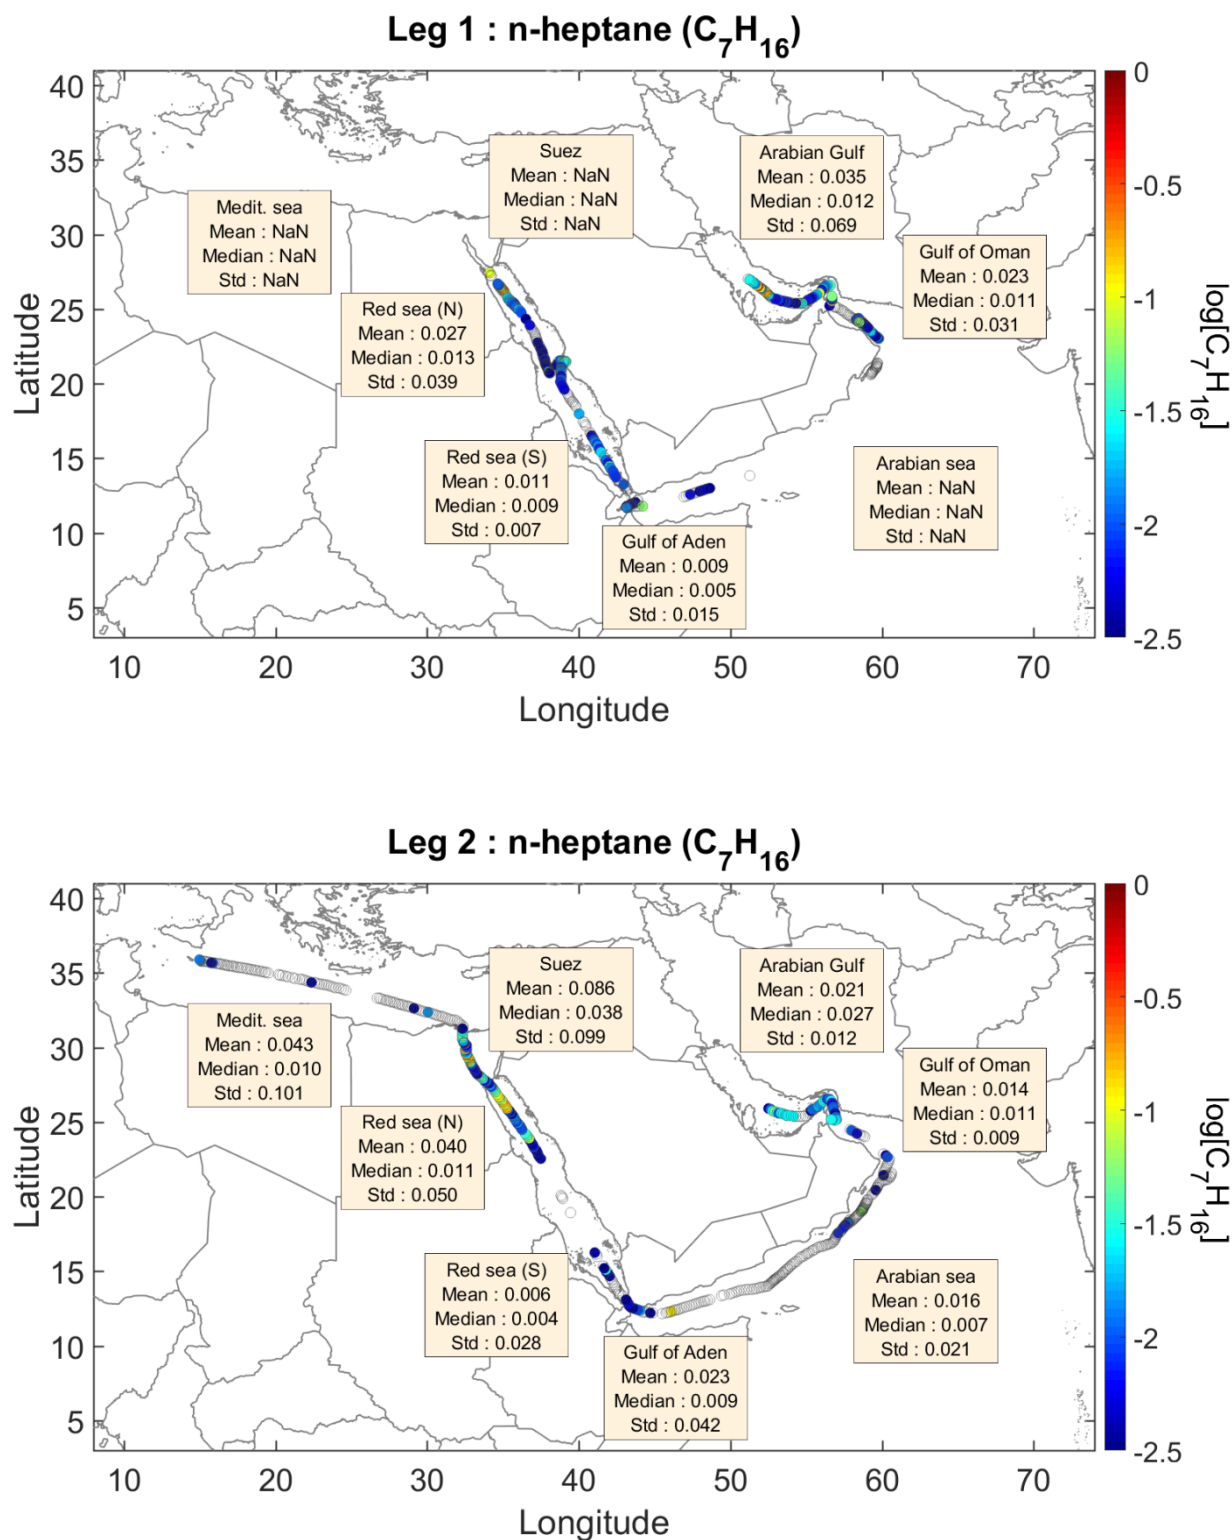 Leg 1 : n-heptane (C7H16)
40
35
30
25
20
15
10
5
Latitude
Suez
Mean : NaN
Median : NaN
Std : NaN
Arabian Gulf
Mean : 0.035
Median : 0.012
Std : 0.069
Medit. sea
Mean : NaN
Median : NaN
Std : NaN
Gulf of Oman
Mean : 0.023
Median : 0.011
Std : 0.031
Red sea (N)
Mean : 0.027
Median : 0.013
Std : 0.039
Red sea (S)
Mean : 0.011
Median : 0.009
Std : 0.007
Arabian sea
Mean : NaN
Median : NaN
Std : NaN
Gulf of Aden
Mean : 0.009
Median : 0.005
Std : 0.015
10 20 30 40 50 60 70
Longitude
0
-0.5
-1
-1.5
-2
-2.5
log[C7H16]
Leg 2 : n-heptane (C7H16)
40
35
30
25
20
15
10
5
Latitude
Suez
Mean : 0.086
Median : 0.038
Std : 0.099
Arabian Gulf
Mean : 0.021
Median : 0.027
Std : 0.012
Medit. sea
Mean : 0.043
Median : 0.010
Std : 0.101
Gulf of Oman
Mean : 0.014
Median : 0.011
Std : 0.009
Red sea (N)
Mean : 0.040
Median : 0.011
Std : 0.050
Red sea (S)
Mean : 0.006
Median : 0.004
Std : 0.028
Arabian sea
Mean : 0.016
Median : 0.007
Std : 0.021
Gulf of Aden
Mean : 0.023
Median : 0.009
Std : 0.042
10 20 30 40 50 60 70
Longitude
0
-0.5
-1
-1.5
-2
-2.5
log[C7H16]